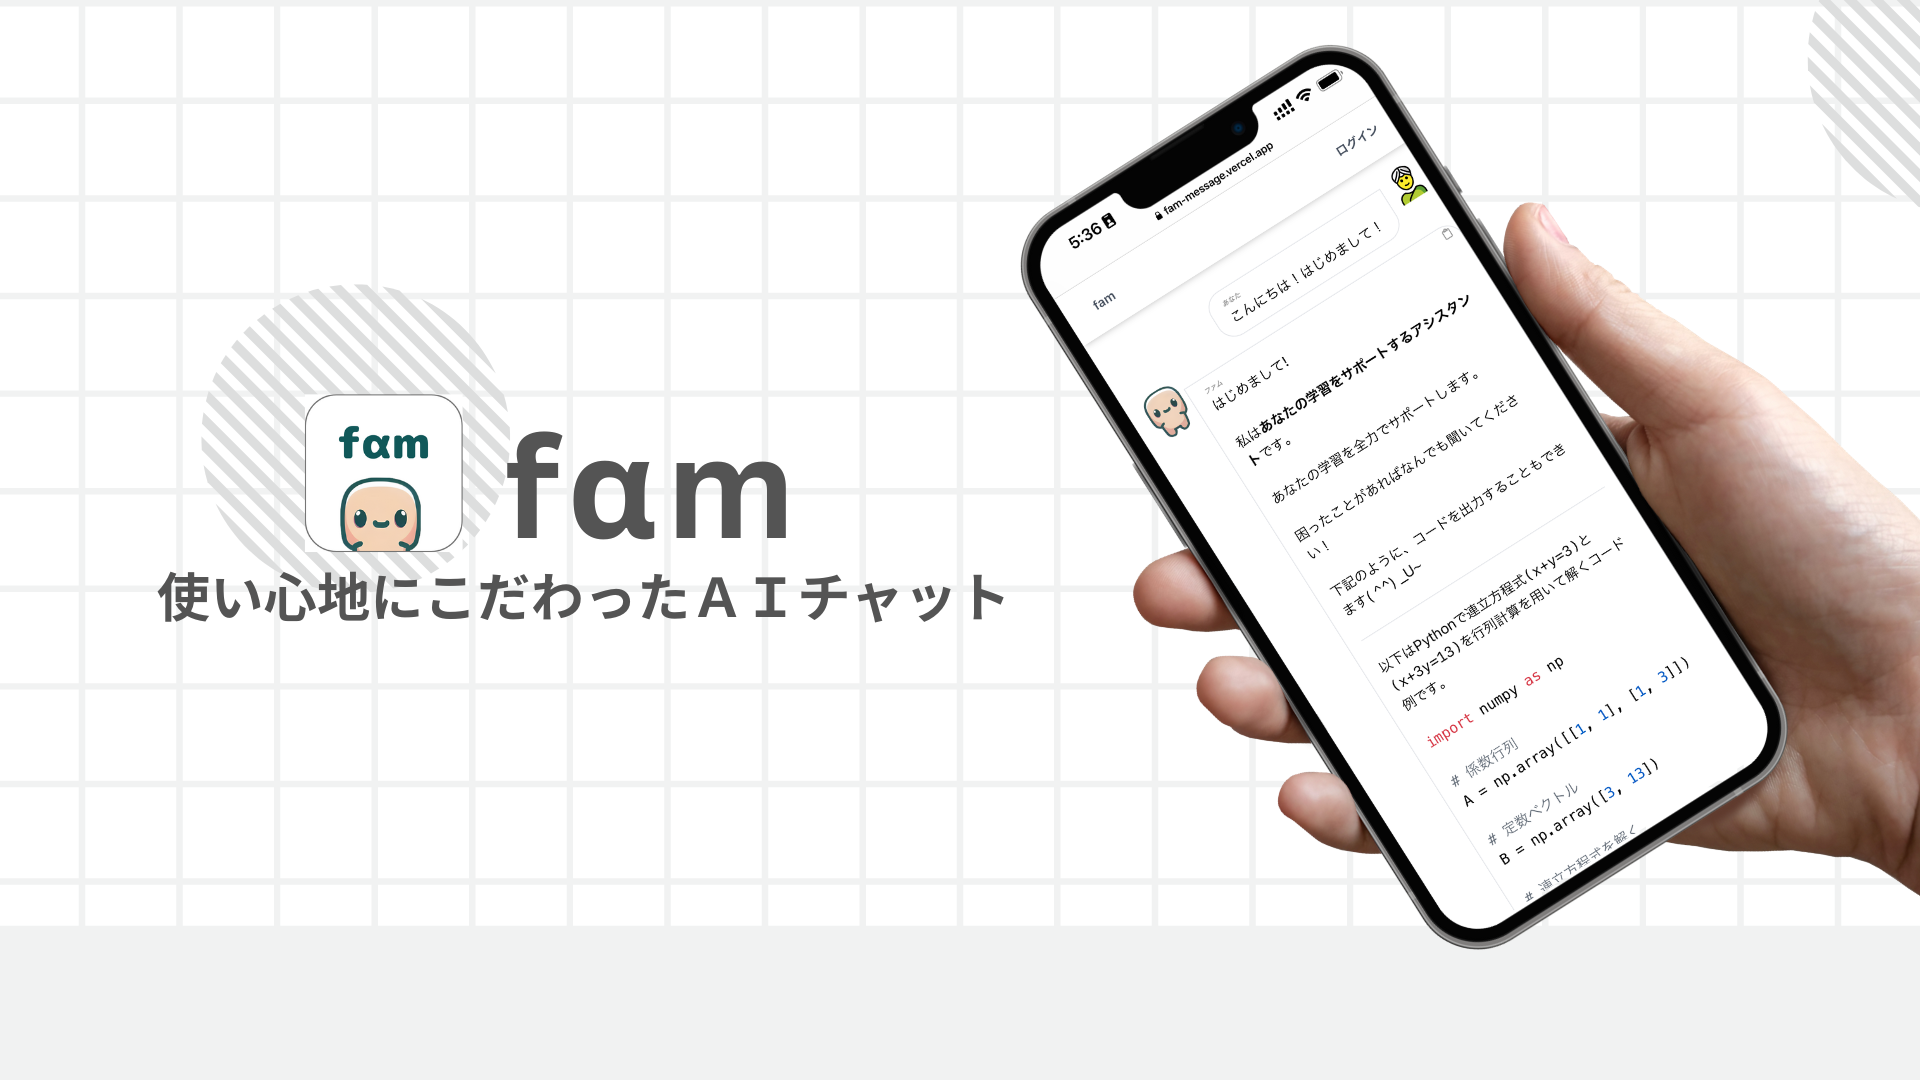 fam
fam
使い心地にこだわったＡＩチャット
5:36
fam-message.vercel.app
fam
ログイン
あなた
こんにちは！はじめまして！
ファム
はじめまして!
私はあなたの学習をサポートするアシスタン
トです。
あなたの学習を全力でサポートします。
困ったことがあればなんでも聞いてくださ
い！
下記のように、コードを出力することもでき
ます(^^)_U~
以下はPythonで連立方程式(x+y=3)と
(x+3y=13)を行列計算を用いて解くコード
例です。
import numpy as np
# 係数行列
A = np.array([[1, 1], [1, 3]])
# 定数ベクトル
B = np.array([3, 13])
# 連立方程式を解く